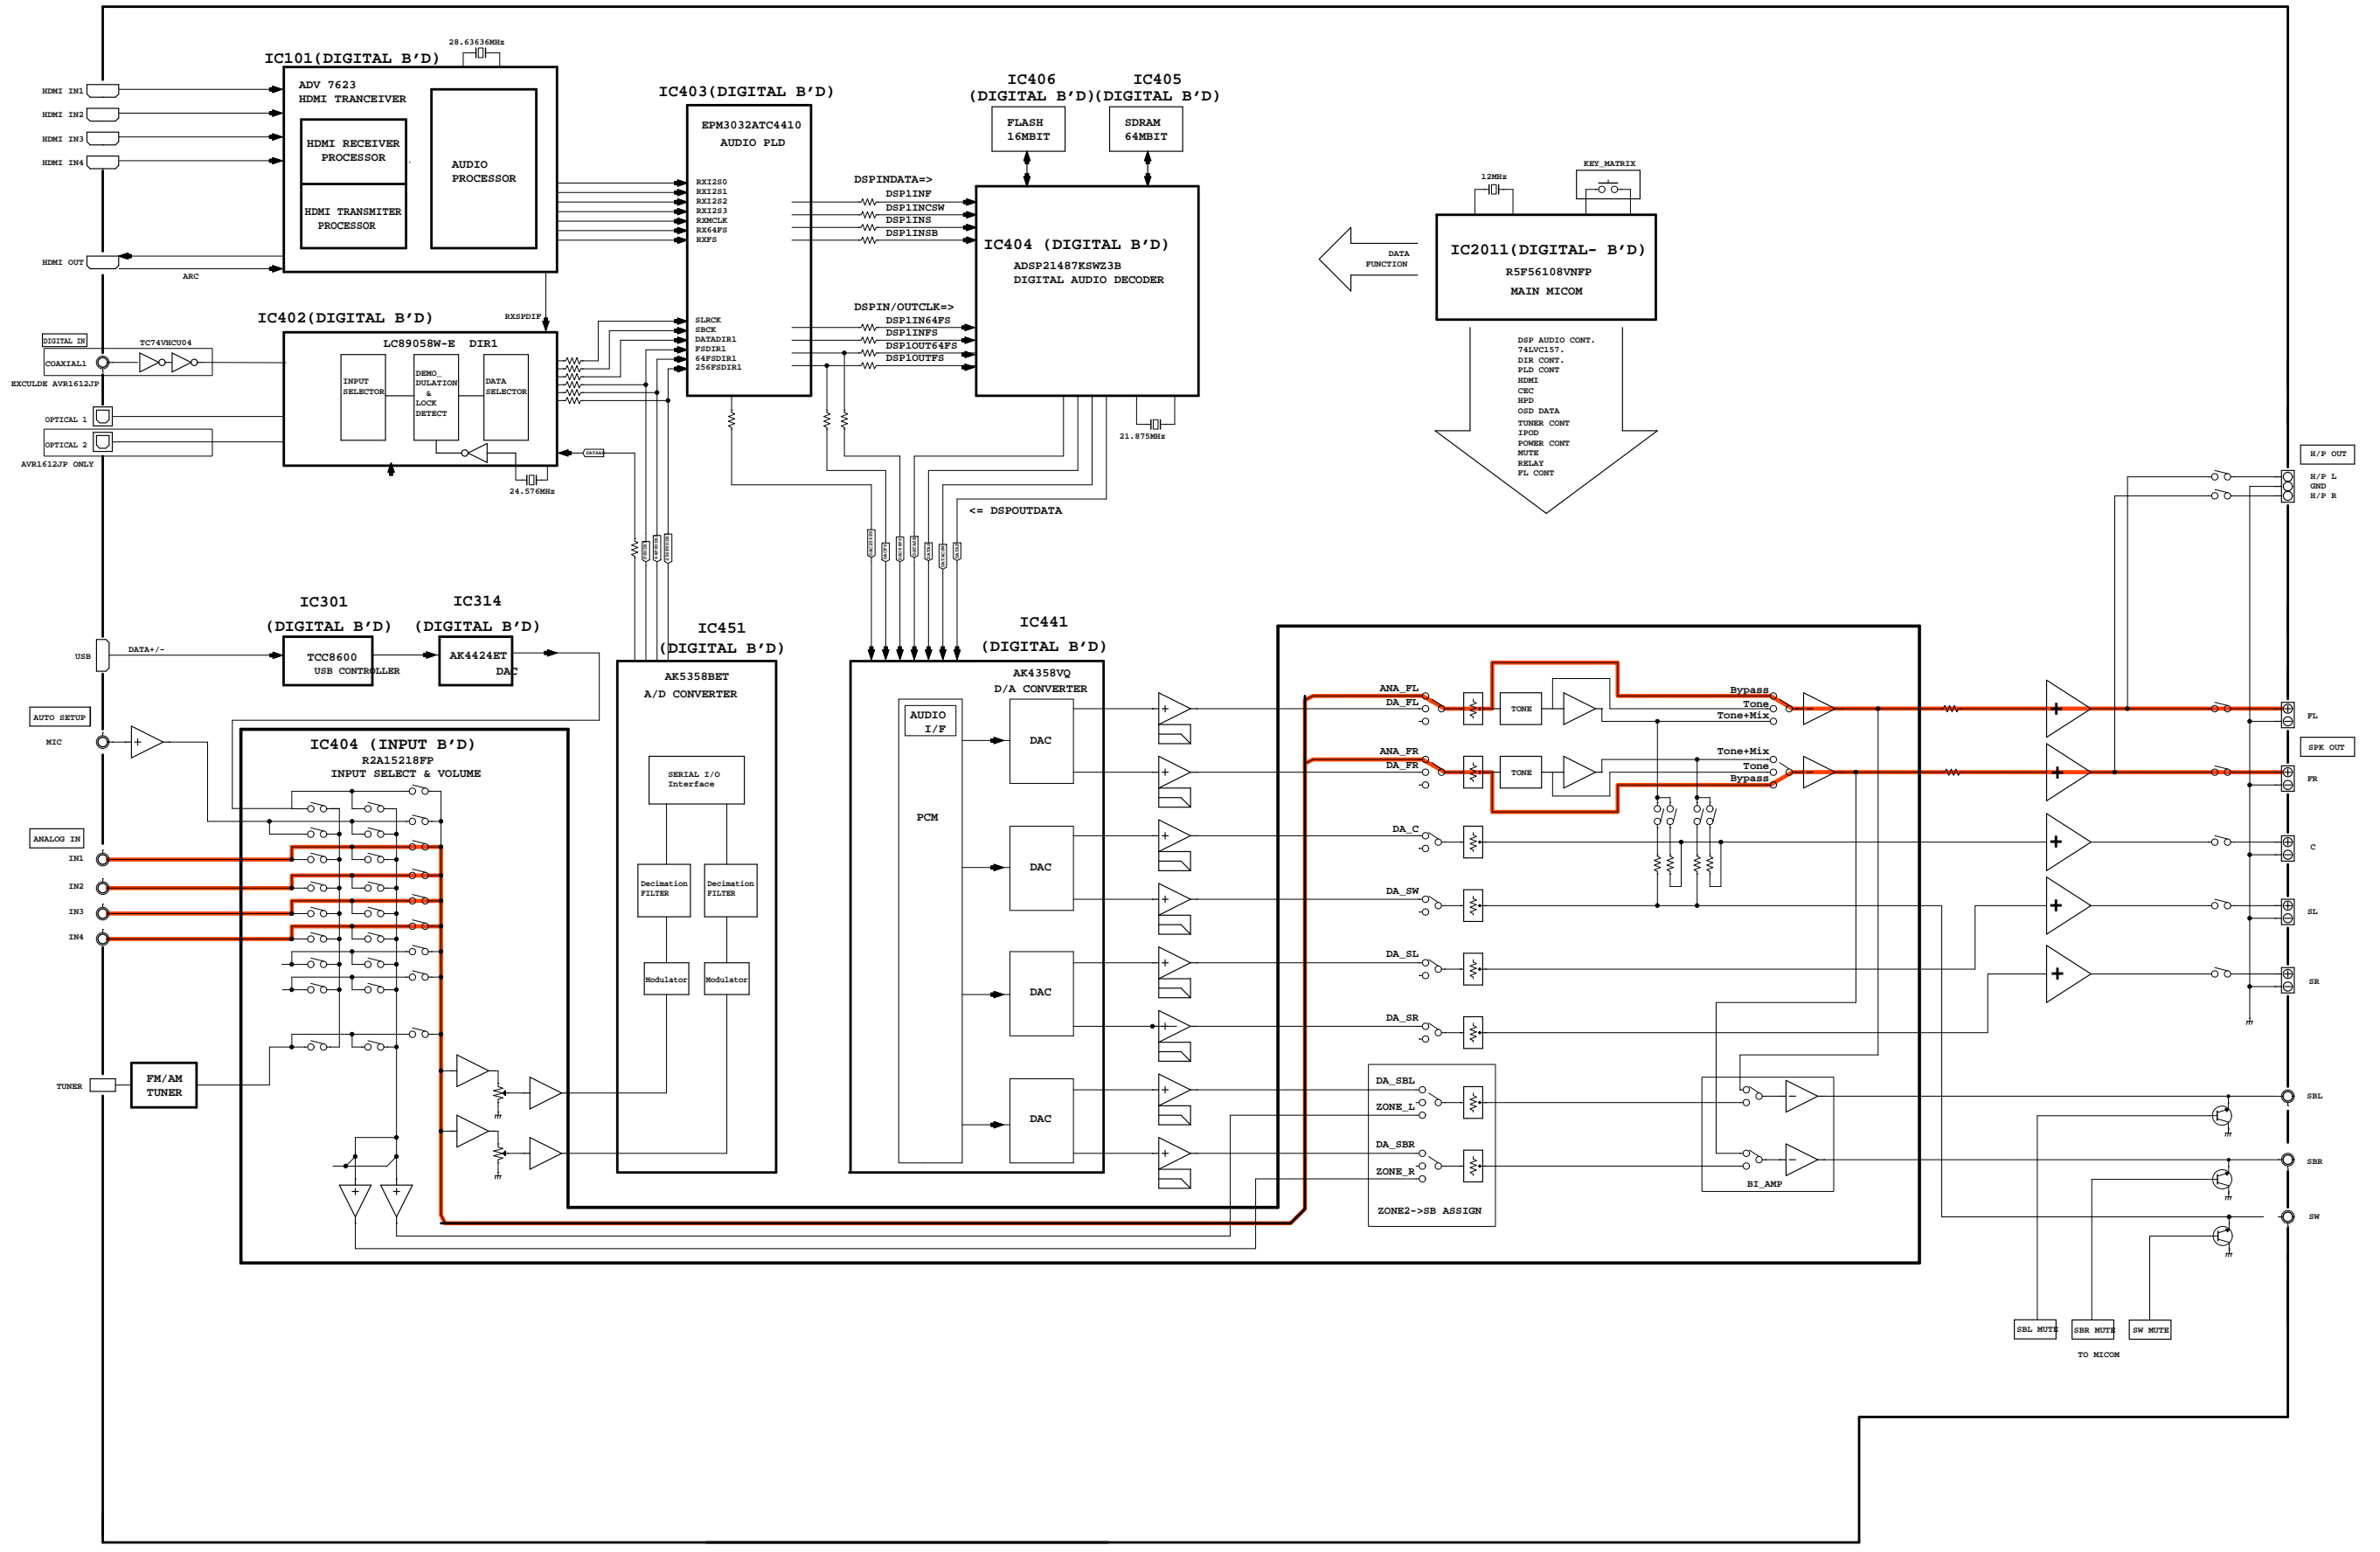 28.63636MHz
IC101(DIGITAL B'D)
HDMI IN1
HDMI IN2
HDMI IN3
HDMI IN4
HDMI OUT
ARC
ADV 7623
HDMI TRANCEIVER
HDMI RECEIVER
PROCESSOR
HDMI TRANSMITER
PROCESSOR
AUDIO
PROCESSOR
RXSPDIF
IC403(DIGITAL B'D)
EPM3032ATC4410
AUDIO PLD
RXI2S0
RXI2S1
RXI2S2
RXI2S3
RXMCLK
RX64FS
RXFS
SLRCK
SBCK
DATADIR1
FSDIR1
64FSDIR1
256FSDIR1
DSPINDATA=>
DSP1INF
DSP1INCSW
DSP1INS
DSP1INSB
DSPIN/OUTCLK=>
DSP1IN64FS
DSP1INFS
DSP1OUT64FS
DSP1OUTFS
IC406
(DIGITAL B'D)
FLASH
16MBIT
IC405
(DIGITAL B'D)
SDRAM
64MBIT
IC404 (DIGITAL B'D)
ADSP21487KSWZ3B
DIGITAL AUDIO DECODER
21.875MHz
<= DSPOUTDATA
12MHz
KEY_MATRIX
IC2011(DIGITAL- B'D)
R5F56108VNFP
MAIN MICOM
DATA
FUNCTION
DSP AUDIO CONT.
74LVC157.
DIR CONT.
PLD CONT
HDMI
CEC
HPD
OSD DATA
TUNER CONT
IPOD
POWER CONT
MUTE
RELAY
FL CONT
IC402(DIGITAL B'D)
LC89058W-E DIR1
INPUT
SELECTOR
DEMO_
DULATION
&
LOCK
DETECT
DATA
SELECTOR
24.576MHz
DIGITAL IN
TC74VHCU04
COAXIAL1
EXCULDE AVR1612JP
OPTICAL 1
OPTICAL 2
AVR1612JP ONLY
IC301
(DIGITAL B'D)
TCC8600
USB CONTROLLER
IC314
(DIGITAL B'D)
AK4424ET
DAC
USB
DATA+/-
AUTO SETUP
MIC
IC404 (INPUT B'D)
R2A15218FP
INPUT SELECT & VOLUME
ANALOG IN
IN1
IN2
IN3
IN4
TUNER
FM/AM
TUNER
IC451
(DIGITAL B'D)
AK5358BET
A/D CONVERTER
SERIAL I/O
Interface
Decimation
FILTER
Decimation
FILTER
Modulator
Modulator
IC441
(DIGITAL B'D)
AK4358VQ
D/A CONVERTER
AUDIO
I/F
PCM
DAC
DAC
DAC
DAC
ANA_FL
DA_FL
ANA_FR
DA_FR
DA_C
DA_SW
DA_SL
DA_SR
DA_SBL
ZONE_L
DA_SBR
ZONE_R
ZONE2->SB ASSIGN
TONE
TONE
Bypass
Tone
Tone+Mix
Tone+Mix
Tone
Bypass
BI_AMP
H/P OUT
H/P L
GND
H/P R
FL
SPK OUT
FR
C
SL
SR
SBL
SBR
SW
SBL MUTE
SBR MUTE
SW MUTE
TO MICOM